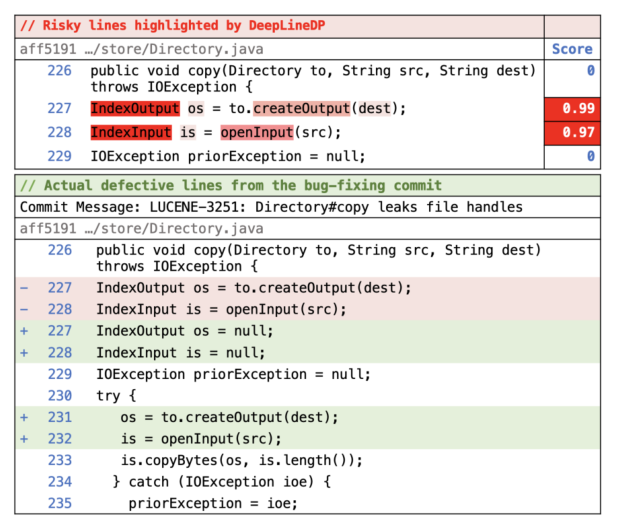 // Risky lines highlighted by DeepLineDP
aff5191 …/store/Directory.java Score
226 public void copy(Directory to, String src, String dest) 0
throws IOException {
227 IndexOutput os = to.createOutput(dest); 0.99
228 IndexInput is = openInput(src); 0.97
229 IOException priorException = null; 0
// Actual defective lines from the bug-fixing commit
Commit Message: LUCENE-3251: Directory#copy leaks file handles
aff5191 …/store/Directory.java
226 public void copy(Directory to, String src, String dest)
throws IOException {
- 227 IndexOutput os = to.createOutput(dest);
- 228 IndexInput is = openInput(src);
+ 227 IndexOutput os = null;
+ 228 IndexInput is = null;
229 IOException priorException = null;
230 try {
+ 231 os = to.createOutput(dest);
+ 232 is = openInput(src);
233 is.copyBytes(os, is.length());
234 } catch (IOException ioe) {
235 priorException = ioe;